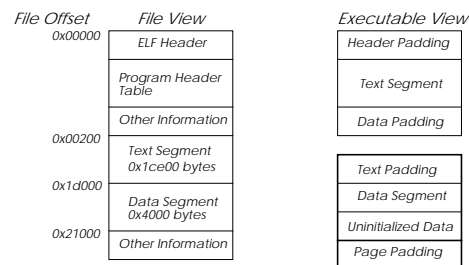 File Offset
File View
Executable View
0x00000
ELF Header
Header Padding
Program Header
Table
Text Segment
Other Information
Data Padding
0x00200
Text Segment
0x1ce00 bytes
Text Padding
0x1d000
Data Segment
Data Segment
0x4000 bytes
Uninitialized Data
0x21000
Other Information
Page Padding